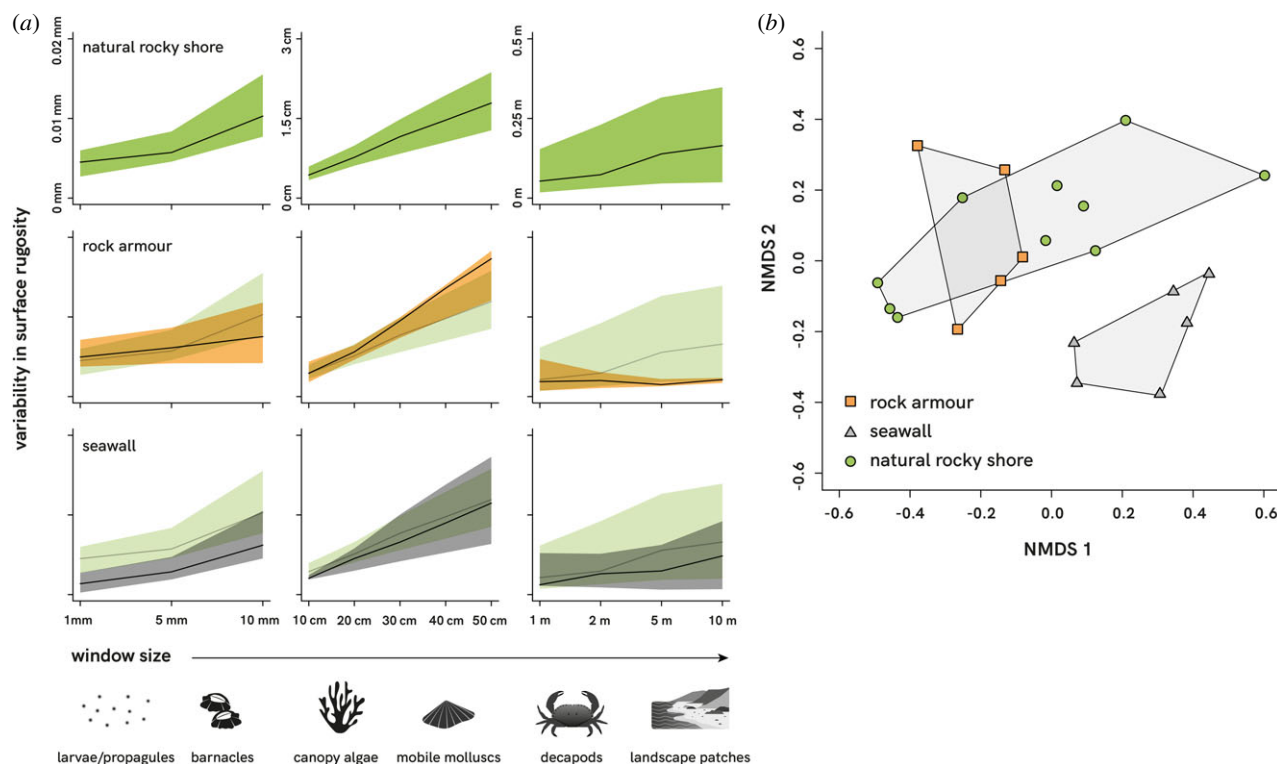 (a)
natural rocky shore
0.02 mm
0.01 mm
0 mm
3 cm
1.5 cm
0 cm
0.5 m
0.25 m
0 m
variability in surface rugosity
rock armour
seawall
1mm 5 mm 10 mm
10 cm 20 cm 30 cm 40 cm 50 cm
1 m 2 m 5 m 10 m
window size
larvae/propagules barnacles canopy algae mobile molluscs decapods landscape patches
(b)
0.6
0.4
0.2
0.0
-0.2
-0.4
-0.6
NMDS 2
rock armour
seawall
natural rocky shore
-0.6 -0.4 -0.2 0.0 0.2 0.4 0.6
NMDS 1